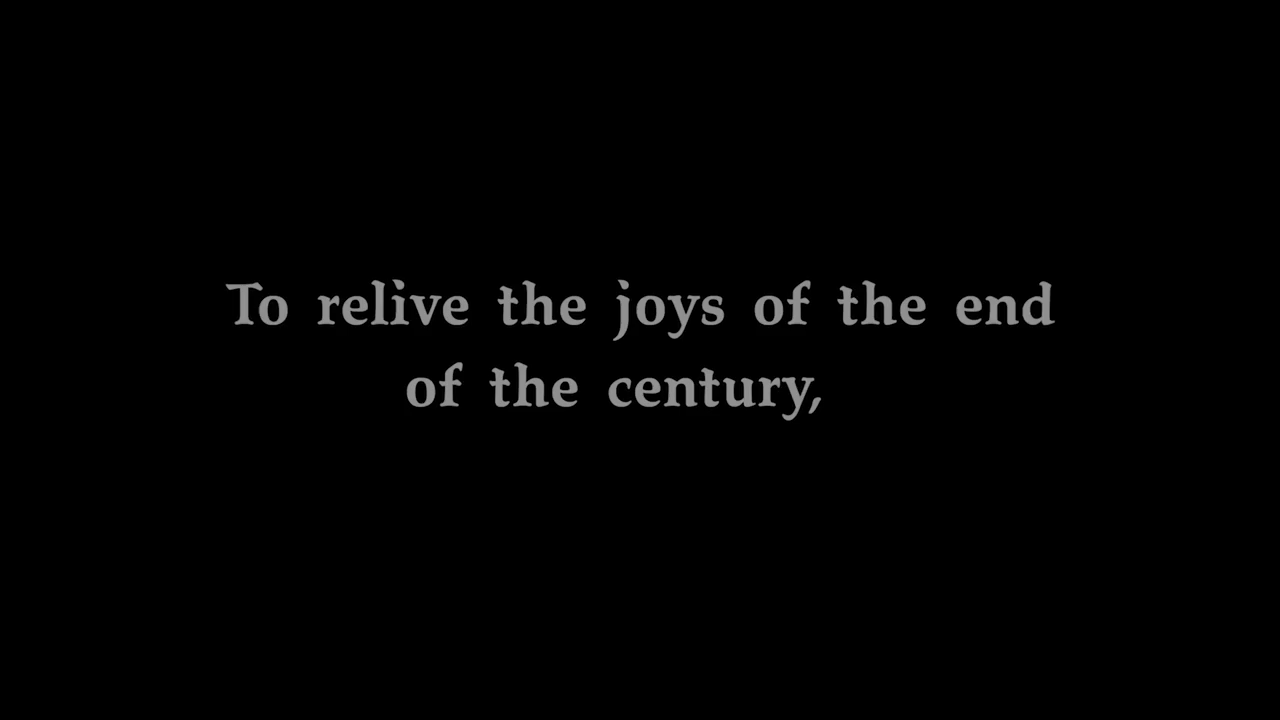 To relive the joys of the end
of the century,